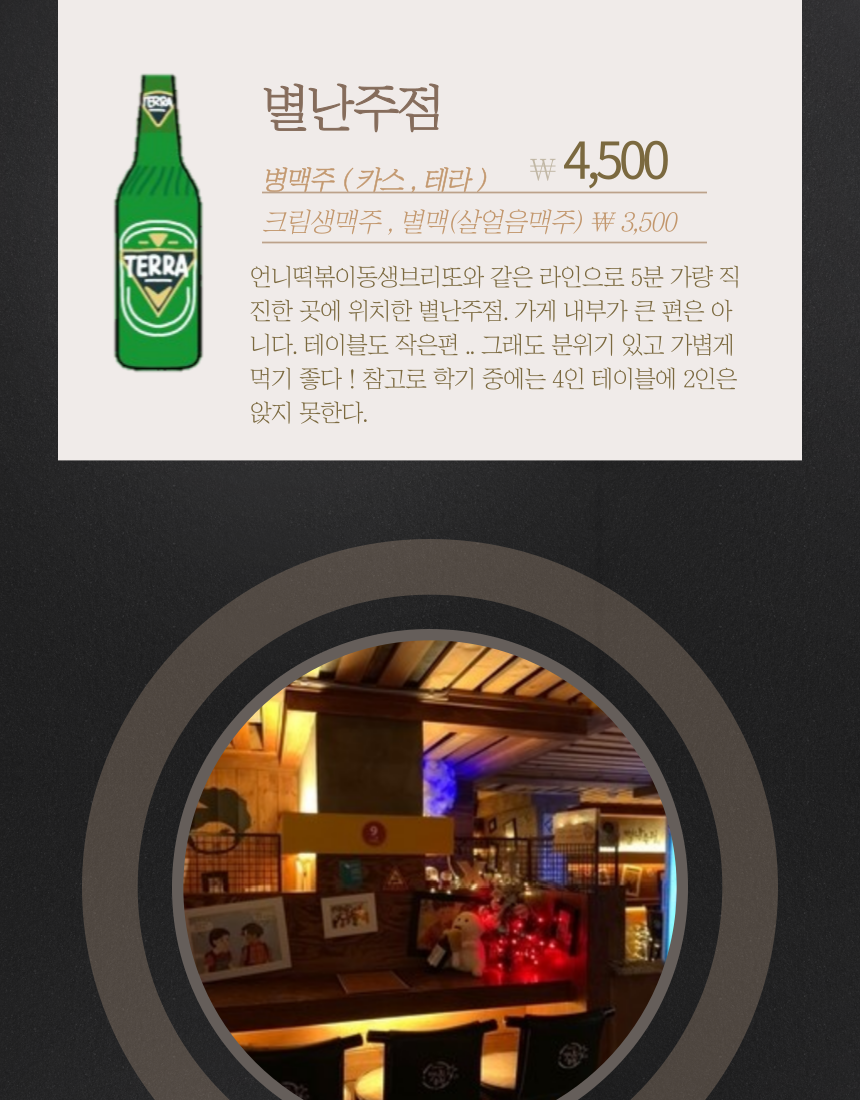 TERRA
TERRA
별난주점
병맥주 ( 카스 , 테라 ) ₩ 4,500
크림생맥주 , 별맥(살얼음맥주) ₩ 3,500
언니떡볶이동생브리또와 같은 라인으로 5분 가량 직
진한 곳에 위치한 별난주점. 가게 내부가 큰 편은 아
니다. 테이블도 작은편 .. 그래도 분위기 있고 가볍게
먹기 좋다 ! 참고로 학기 중에는 4인 테이블에 2인은
앉지 못한다.
9